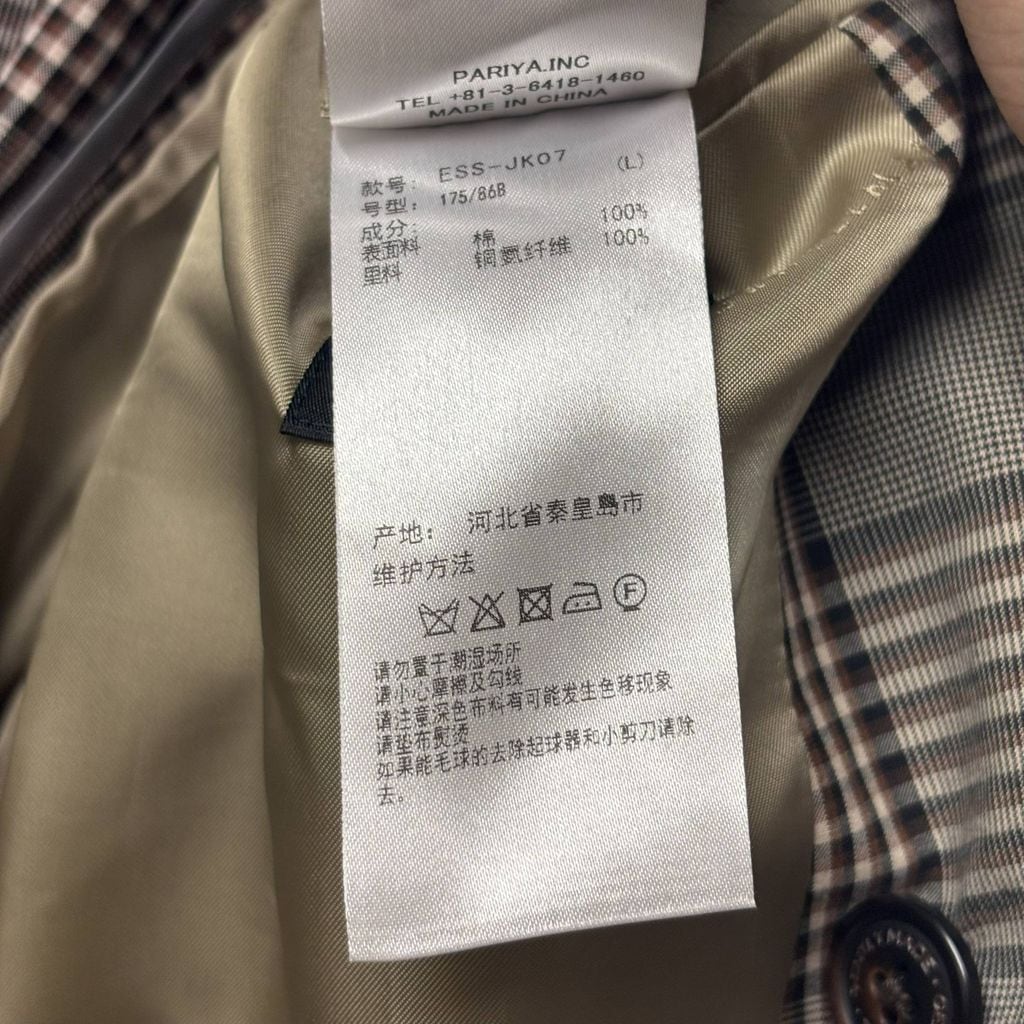 PARIYA.INC
TEL +81-3-6418-1460
MADE IN CHINA
款号: ESS-JK07 (L)
号型: 175/86B
成分:
表面料 棉 100%
里料 铜氨纤维 100%
产地: 河北省秦皇島市
维护方法
F
请勿置于潮湿场所
请小心摩擦及勾线
请注意深色布料有可能发生色移现象
请垫布熨烫
如果能毛球的去除起球器和小剪刀请除
去。